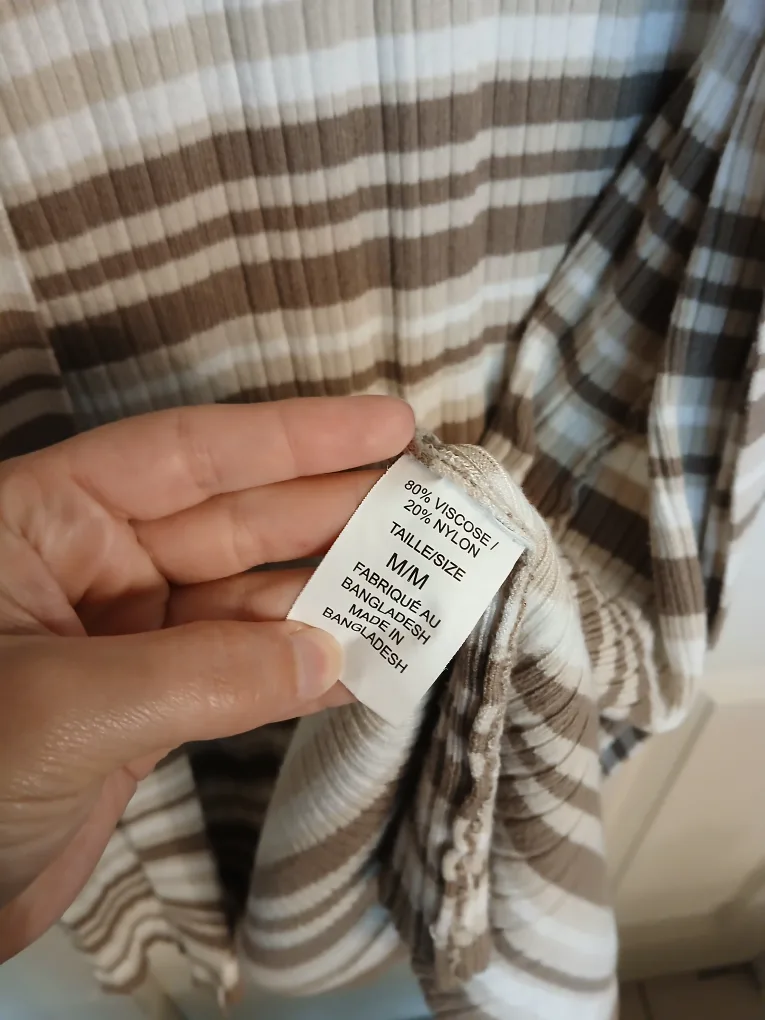 80% VISCOSE /
20% NYLON
TAILLE/SIZE
M/M
FABRIQUÉ AU
BANGLADESH
MADE IN
BANGLADESH